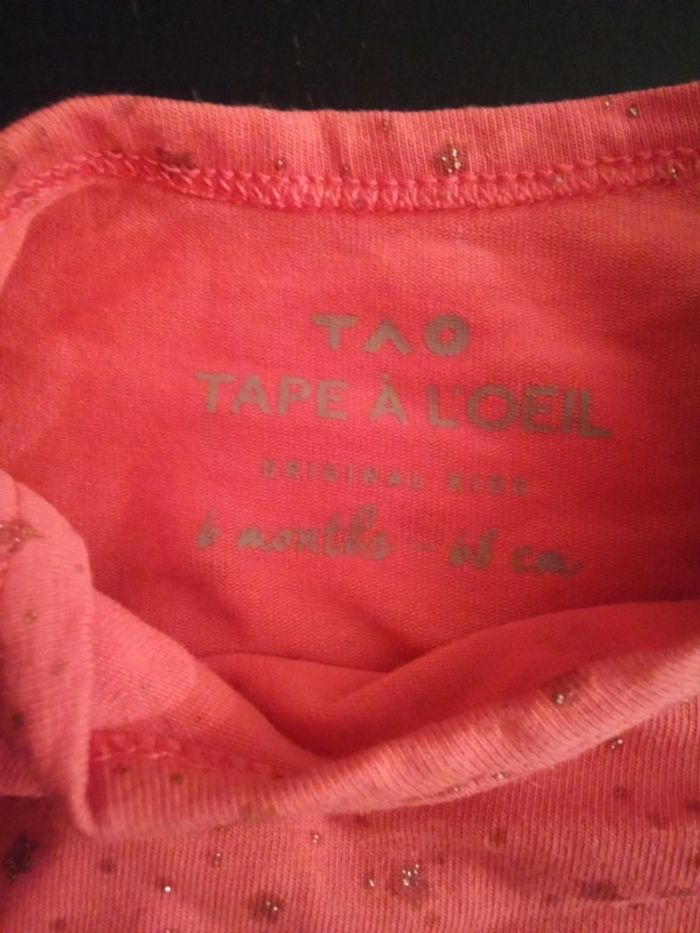 TAO
TAPE À L'OEIL
ORIGINAL KIDS
6 months - 68 cm